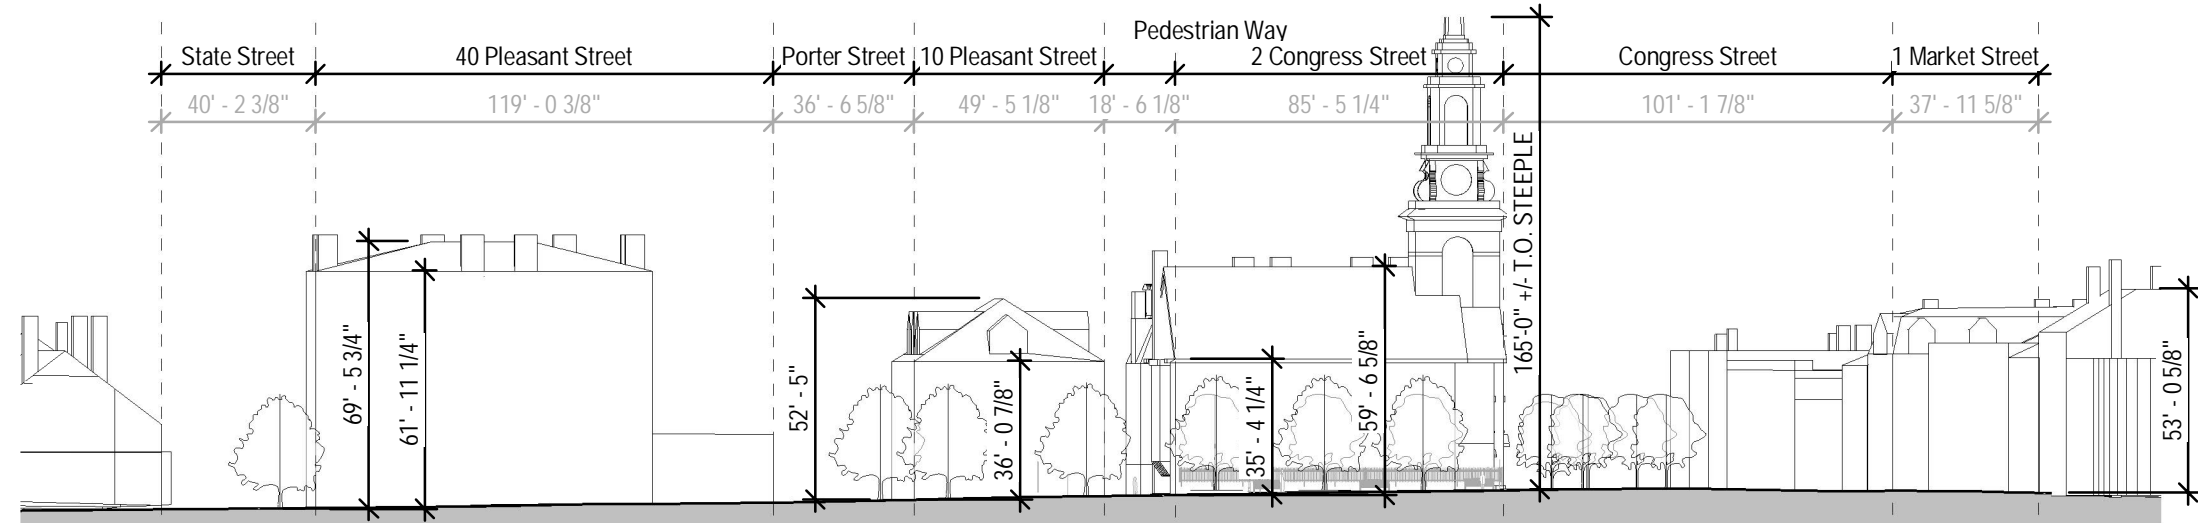 Pedestrian Way
State Street
40 Pleasant Street
Porter Street
10 Pleasant Street
2 Congress Street
Congress Street
1 Market Street
40' - 2 3/8"
119' - 0 3/8"
36' - 6 5/8"
49' - 5 1/8"
18' - 6 1/8"
85' - 5 1/4"
101' - 1 7/8"
37' - 11 5/8"
69' - 5 3/4"
61' - 11 1/4"
52' - 5"
36' - 0 7/8"
35' - 4 1/4"
59' - 6 5/8"
165'-0" +/- T.O. STEEPLE
53' - 0 5/8"